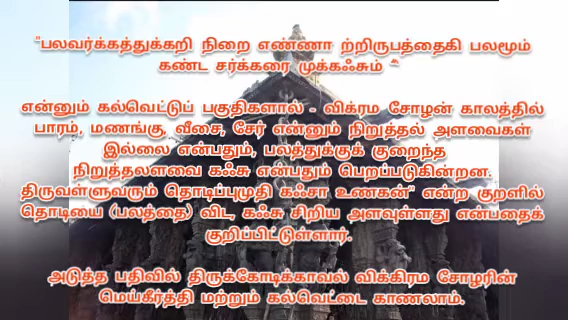 "பலவர்க்கத்துக்கறி நிறை எண்ணா ற்றிருபத்தைகி பலமூம்
கண்ட சர்க்கரை முக்கஃசும் "
என்னும் கல்வெட்டுப் பகுதிகளால் - விக்ரம சோழன் காலத்தில்
பாரம், மணங்கு, வீசை, சேர் என்னும் நிறுத்தல் அளவைகள்
இல்லை என்பதும், பலத்துக்குக் குறைந்த
நிறுத்தலளவை கஃசு என்பதும் பெறப்படுகின்றன.
திருவள்ளுவரும் தொடிப்புழுதி கஃசா உணகன்" என்ற குறளில்
தொடியை (பலத்தை) விட, கஃசு சிறிய அளவுள்ளது என்பதைக்
குறிப்பிட்டுள்ளார்.
அடுத்த பதிவில் திருக்கோடிக்காவல் விக்கிரம சோழரின்
மெய்கீர்த்தி மற்றும் கல்வெட்டை காணலாம்.